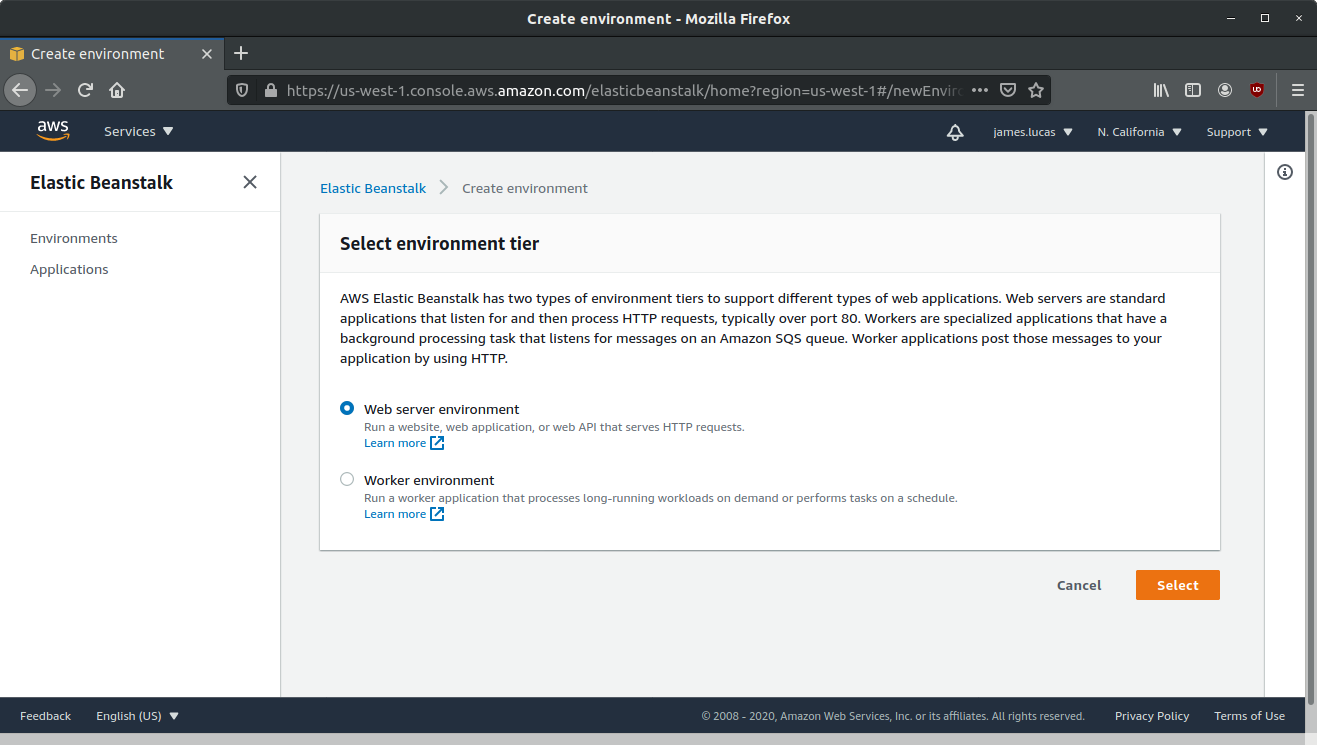 Create environment - Mozilla Firefox
Create environment
https://us-west-1.console.aws.amazon.com/elasticbeanstalk/home?region=us-west-1#/newEnvir
aws
Services
james.lucas
N. California
Support
Elastic Beanstalk
Environments
Applications
Elastic Beanstalk
Create environment
Select environment tier
AWS Elastic Beanstalk has two types of environment tiers to support different types of web applications. Web servers are standard
applications that listen for and then process HTTP requests, typically over port 80. Workers are specialized applications that have a
background processing task that listens for messages on an Amazon SQS queue. Worker applications post those messages to your
application by using HTTP.
Web server environment
Run a website, web application, or web API that serves HTTP requests.
Learn more
Worker environment
Run a worker application that processes long-running workloads on demand or performs tasks on a schedule.
Learn more
Cancel
Select
Feedback
English (US)
© 2008 - 2020, Amazon Web Services, Inc. or its affiliates. All rights reserved.
Privacy Policy
Terms of Use